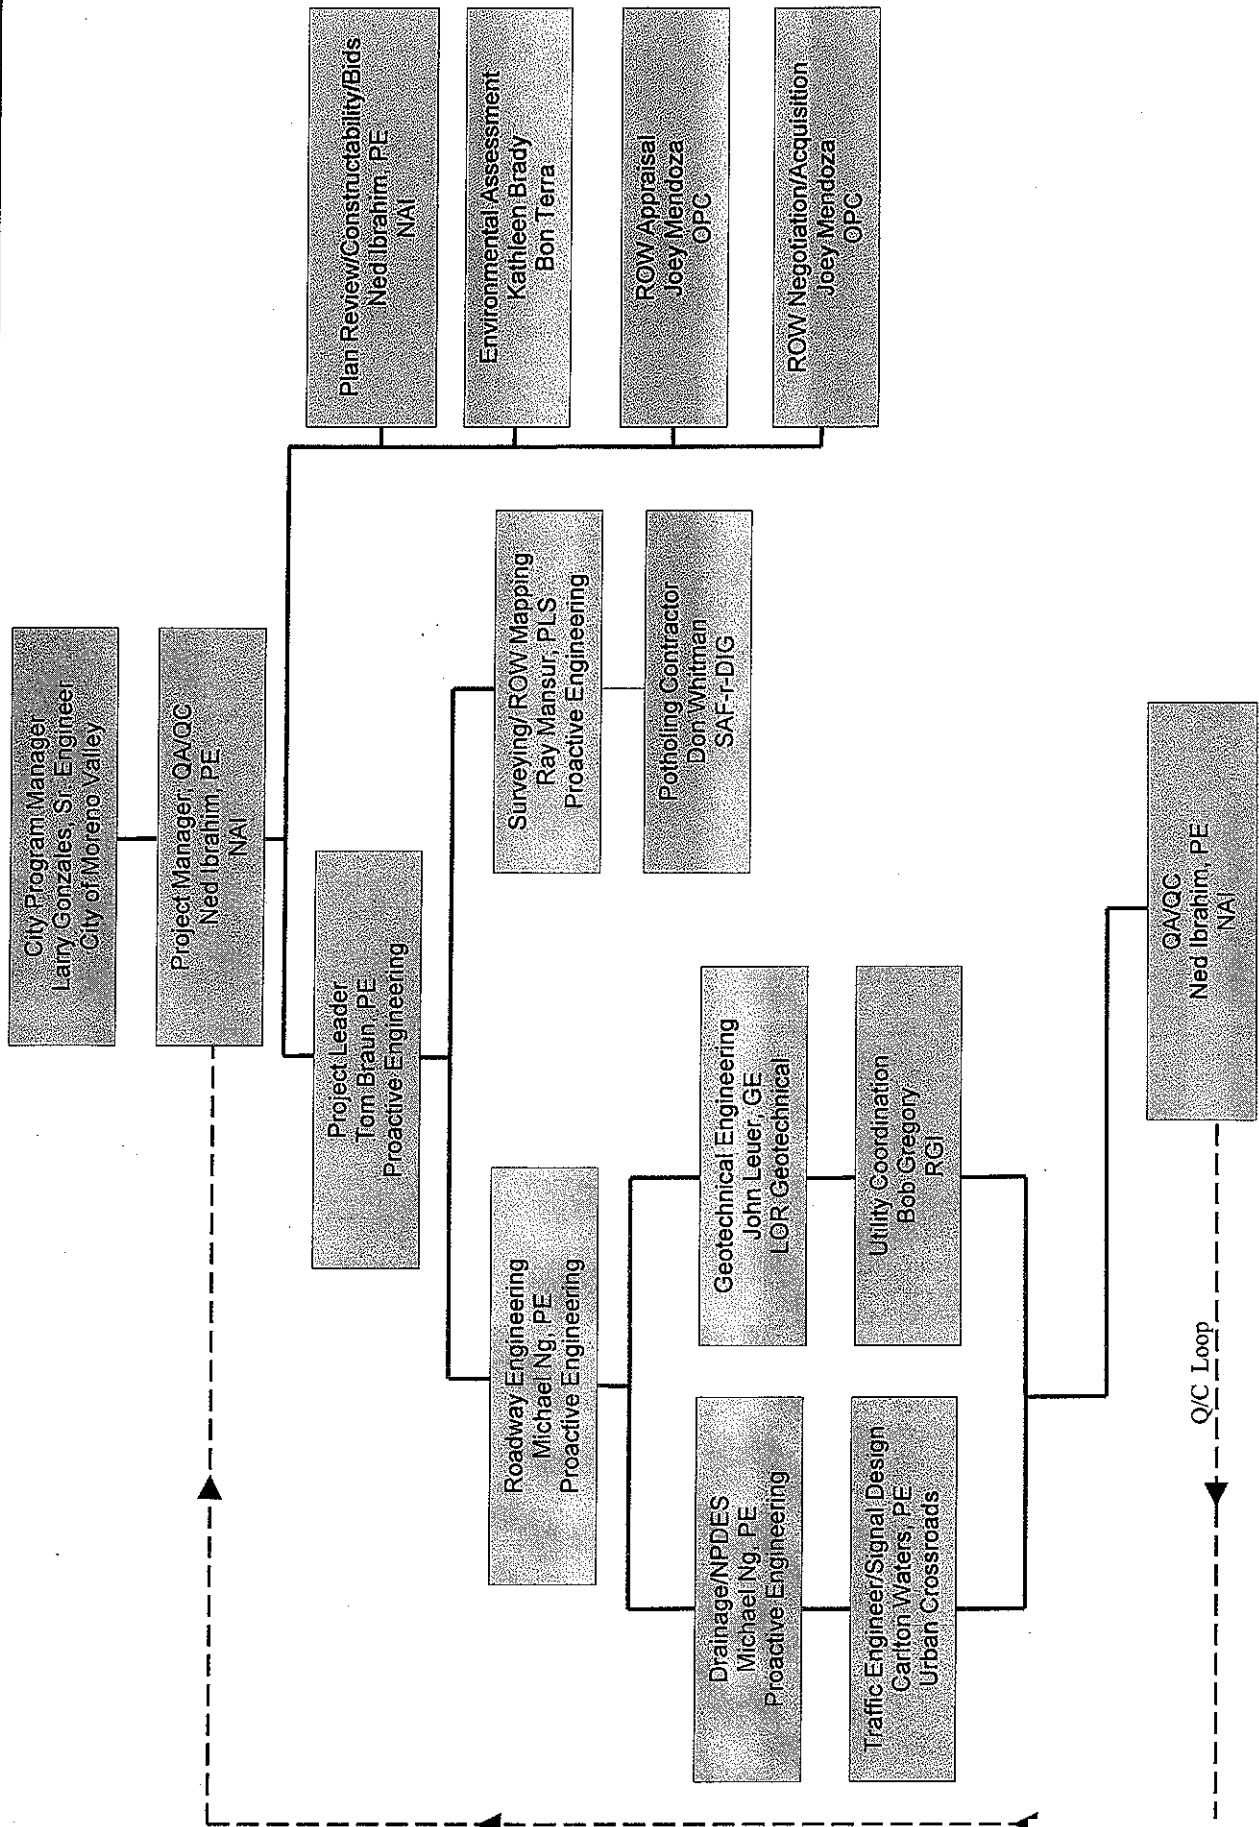 City Program Manager
Larry Gonzales, Sr. Engineer
City of Moreno Valley
Project Manager, QA/QC
Ned Ibrahim, PE
NAI
Project Leader
Tom Braun, PE
Proactive Engineering
Plan Review/Constructability/Bids
Ned Ibrahim, PE
NAI
Environmental Assessment
Kathleen Brady
Bon Terra
ROW Appraisal
Joey Mendoza
OPC
ROW Negotiation/Acquisition
Joey Mendoza
OPC
Roadway Engineering
Michael Ng, PE
Proactive Engineering
Surveying/ ROW Mapping
Ray Mansur, PLS
Proactive Engineering
Potholing Contractor
Don Whitman
SAF-r-DIG
Drainage/NPDES
Michael Ng, PE
Proactive Engineering
Geotechnical Engineering
John Leuer, GE
LOR Geotechnical
Traffic Engineer/Signal Design
Carlton Waters, PE
Urban Crossroads
Utility Coordination
Bob Gregory
RGI
QA/QC
Ned Ibrahim, PE
NAI
Q/C Loop